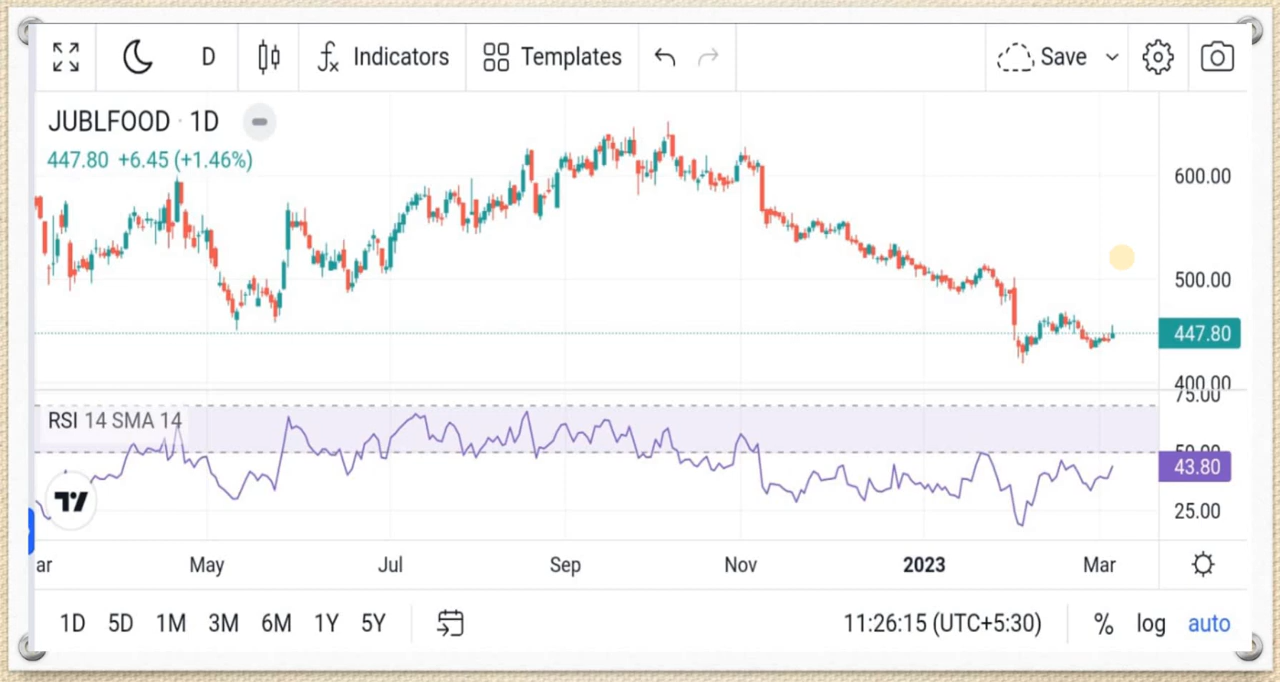 D Indicators Templates Save
JUBLFOOD · 1D
447.80 +6.45 (+1.46%)
600.00
500.00
447.80
400.00
75.00
RSI 14 SMA 14
50.00
43.80
25.00
ar May Jul Sep Nov 2023 Mar
1D 5D 1M 3M 6M 1Y 5Y 11:26:15 (UTC+5:30) % log auto